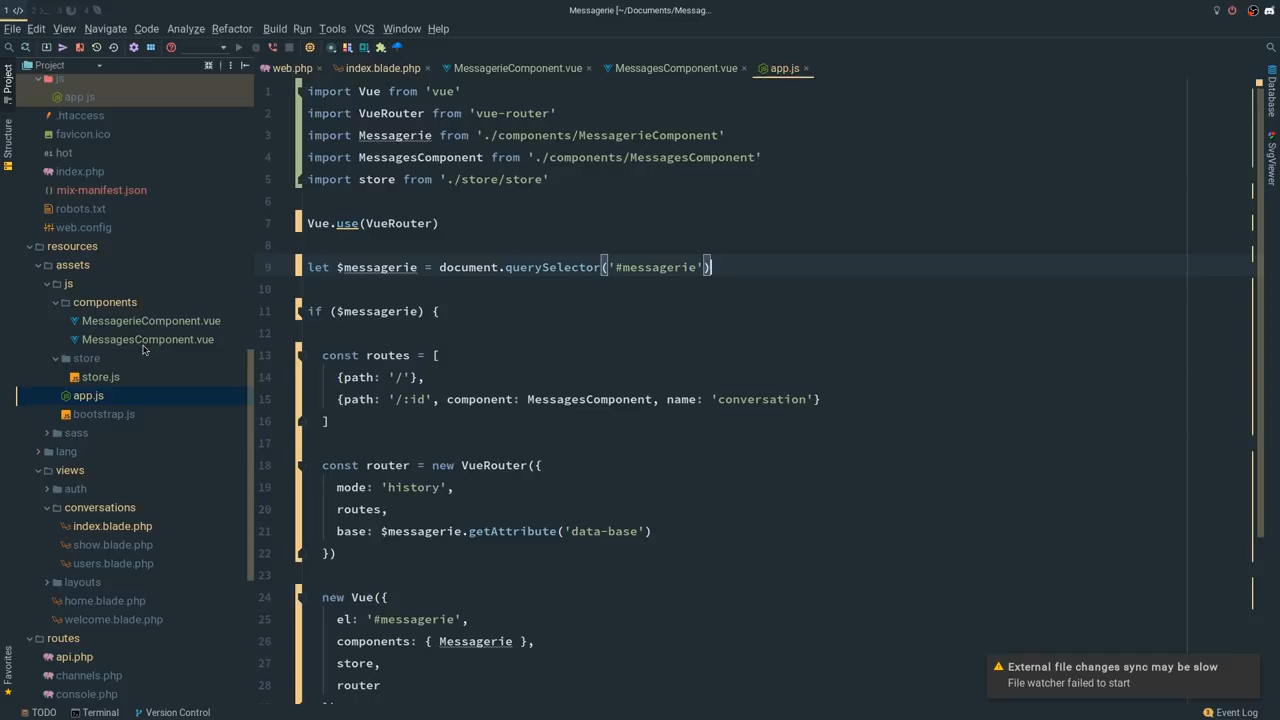 1 </> 2 3 4
Messagerie [~/Documents/Messag...
File Edit View Navigate Code Analyze Refactor Build Run Tools VCS Window Help
Project
web.php × index.blade.php × MessagerieComponent.vue × MessagesComponent.vue × app.js ×
js
app.js
.htaccess
favicon.ico
hot
index.php
mix-manifest.json
robots.txt
web.config
resources
assets
js
components
MessagerieComponent.vue
MessagesComponent.vue
store
store.js
app.js
bootstrap.js
sass
lang
views
auth
conversations
index.blade.php
show.blade.php
users.blade.php
layouts
home.blade.php
welcome.blade.php
routes
api.php
channels.php
console.php
1 import Vue from 'vue'
2 import VueRouter from 'vue-router'
3 import Messagerie from './components/MessagerieComponent'
4 import MessagesComponent from './components/MessagesComponent'
5 import store from './store/store'
6
7 Vue.use(VueRouter)
8
9 let $messagerie = document.querySelector('#messagerie')
10
11 if ($messagerie) {
12
13 const routes = [
14 {path: '/'},
15 {path: '/:id', component: MessagesComponent, name: 'conversation'}
16 ]
17
18 const router = new VueRouter({
19 mode: 'history',
20 routes,
21 base: $messagerie.getAttribute('data-base')
22 })
23
24 new Vue({
25 el: '#messagerie',
26 components: { Messagerie },
27 store,
28 router
Project
Structure
Favorites
Database
SvgViewer
External file changes sync may be slow
File watcher failed to start
TODO Terminal Version Control Event Log